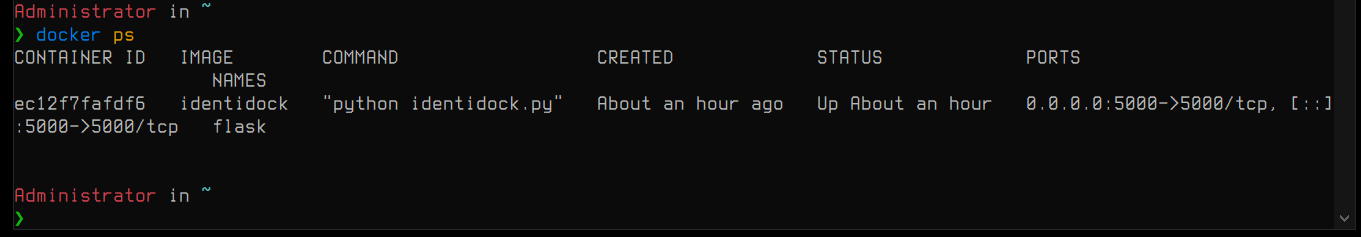 Administrator in ~
❯ docker ps
CONTAINER ID   IMAGE        COMMAND                  CREATED             STATUS             PORTS
                  NAMES
ec12f7fafdf6   identidock   "python identidock.py"   About an hour ago   Up About an hour   0.0.0.0:5000->5000/tcp, [::]
:5000->5000/tcp   flask
Administrator in ~
❯